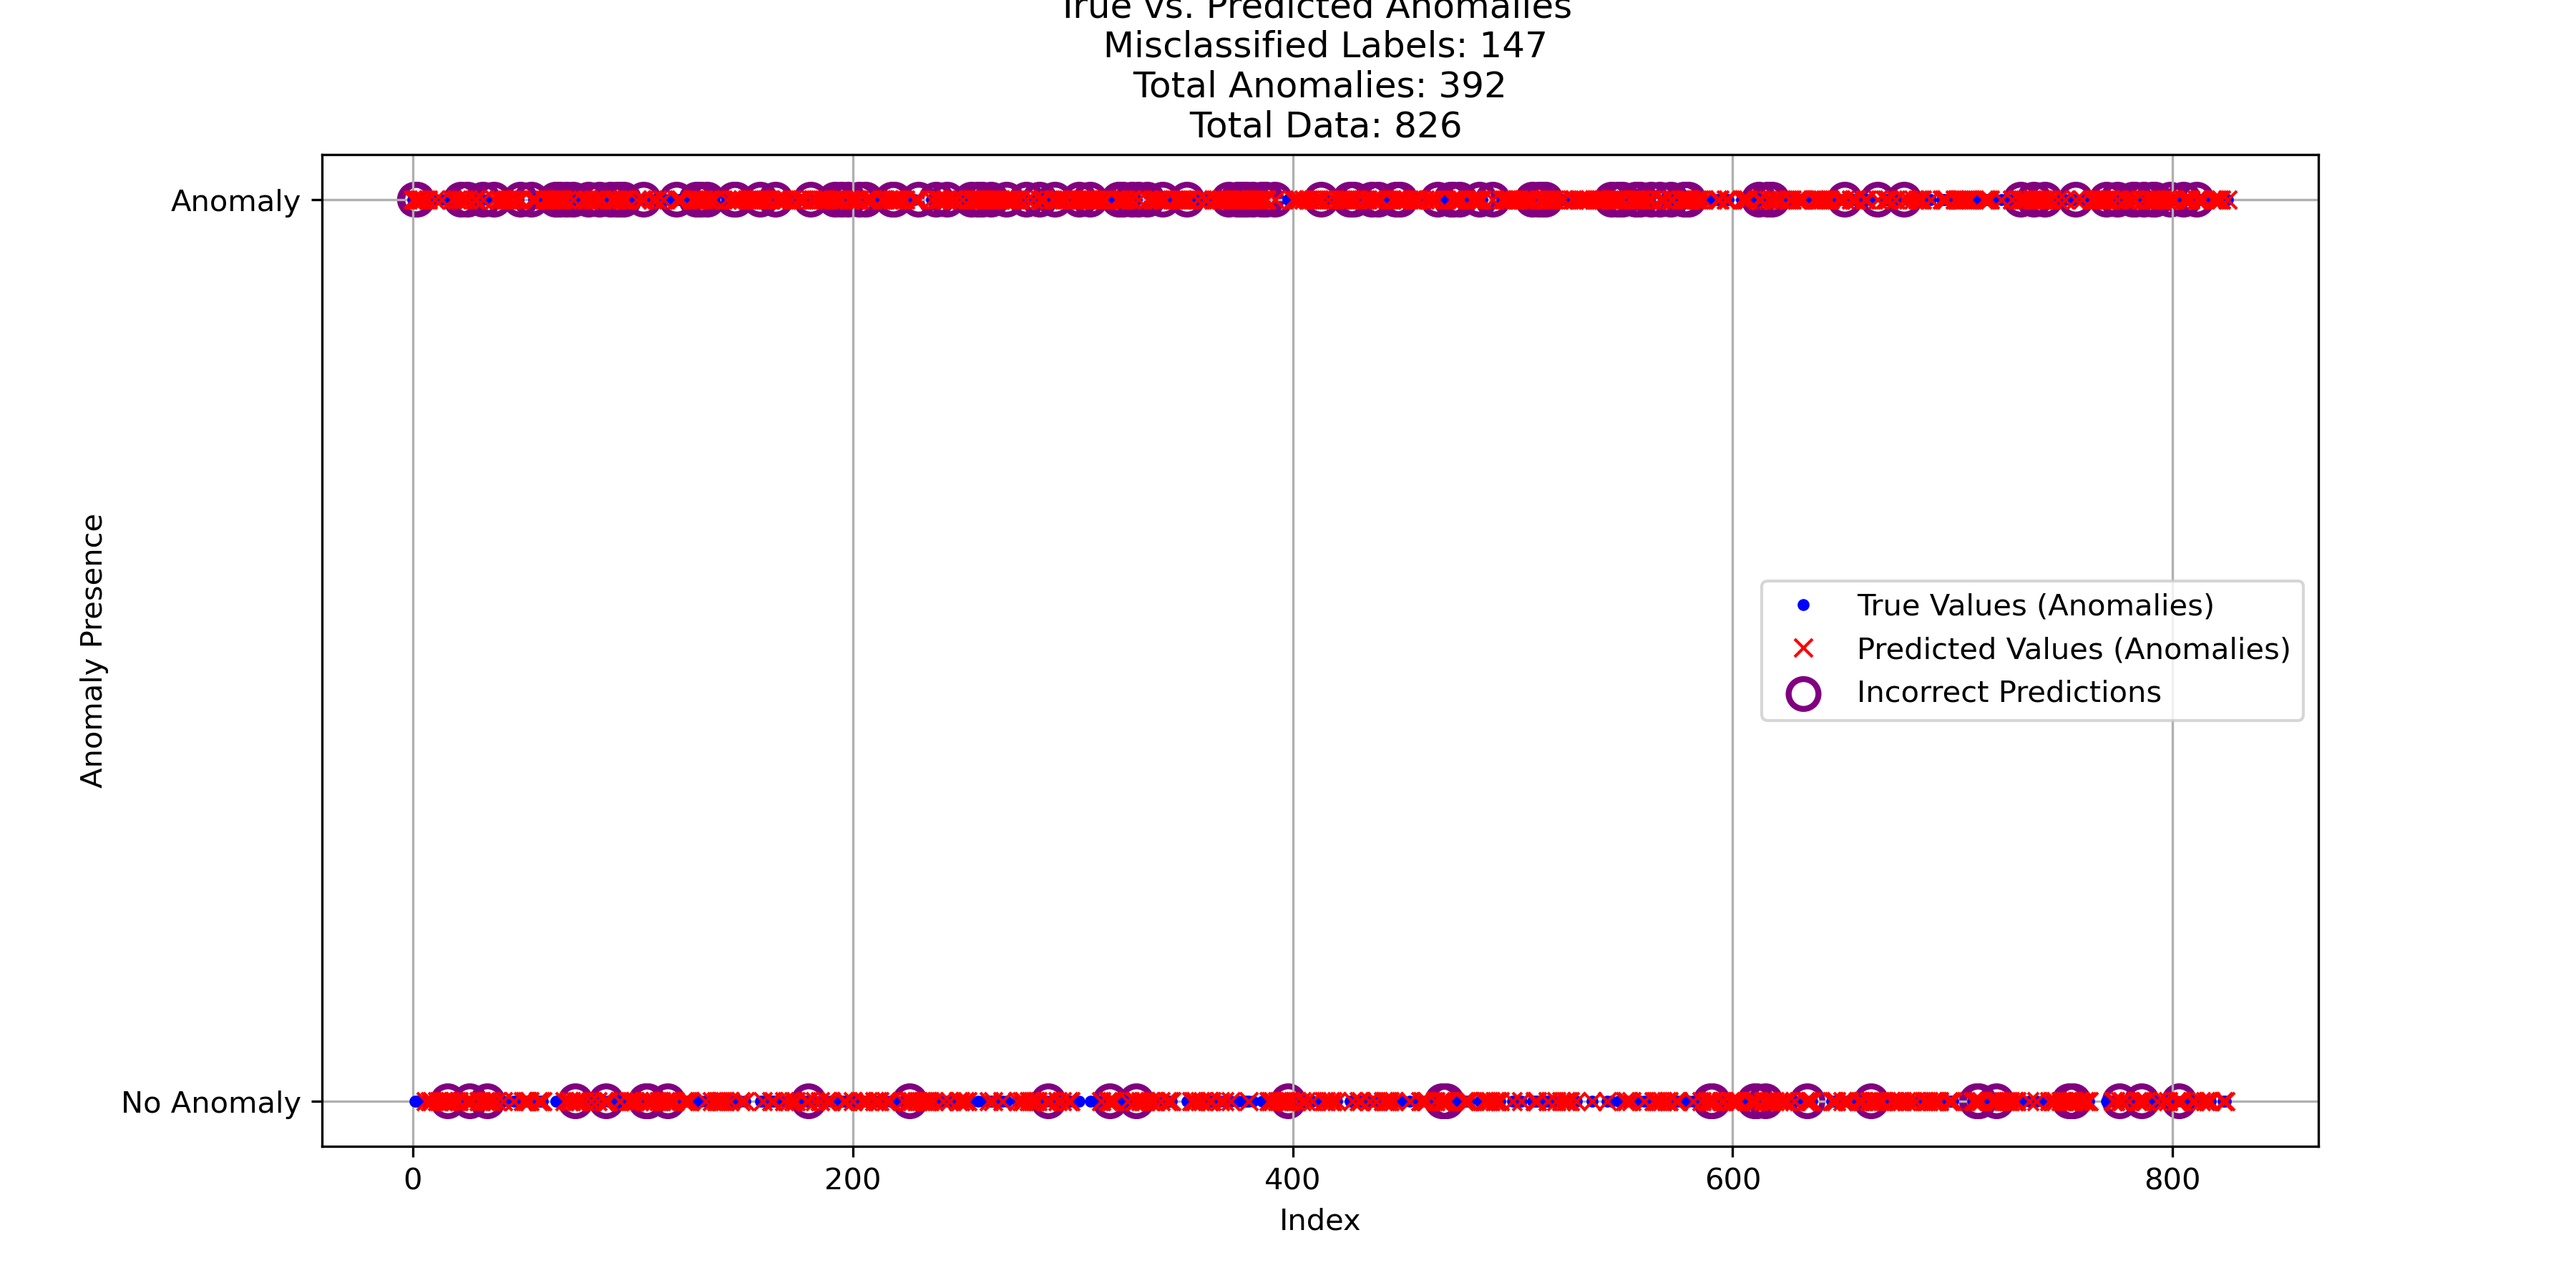 True vs. Predicted Anomalies
Misclassified Labels: 147
Total Anomalies: 392
Total Data: 826
Anomaly
Anomaly Presence
True Values (Anomalies)
Predicted Values (Anomalies)
Incorrect Predictions
No Anomaly
0 200 400 600 800
Index